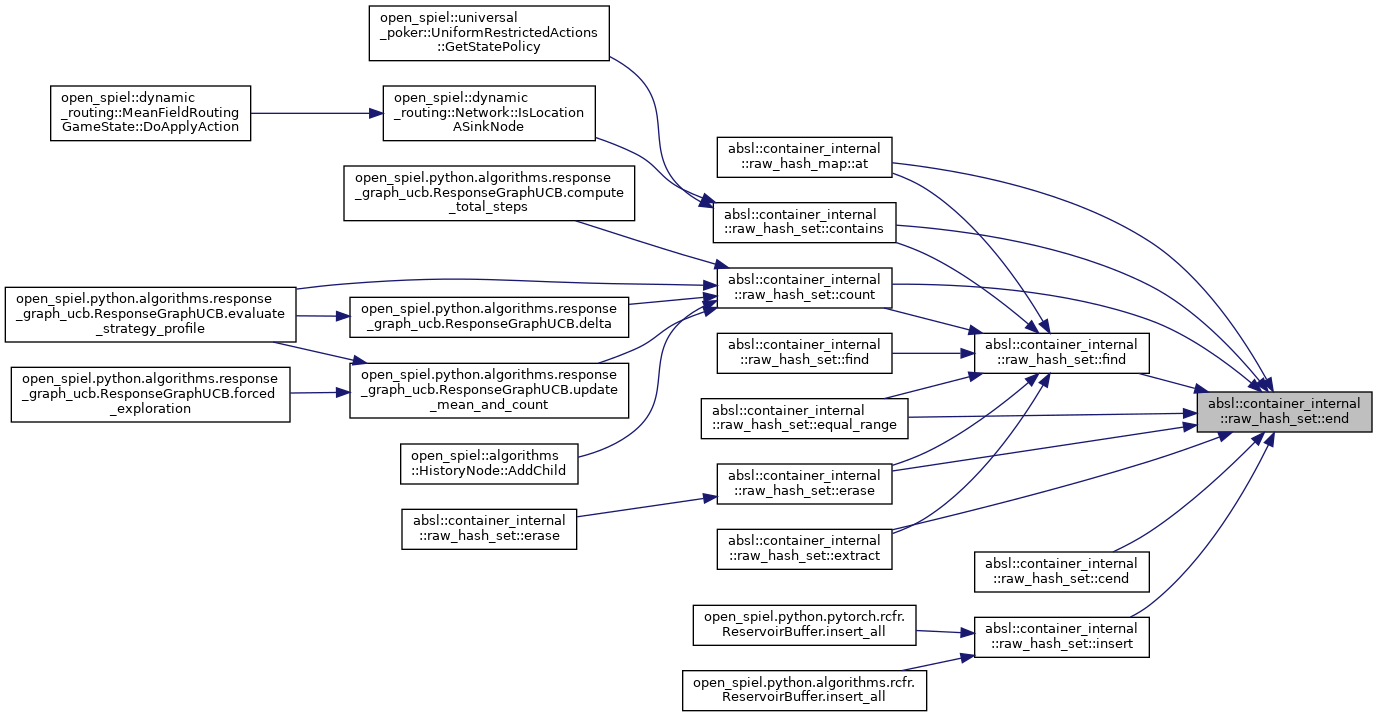 open_spiel::universal
_poker::UniformRestrictedActions
::GetStatePolicy
open_spiel::dynamic
_routing::MeanFieldRouting
GameState::DoApplyAction
open_spiel::dynamic
_routing::Network::IsLocation
ASinkNode
absl::container_internal
::raw_hash_map::at
open_spiel.python.algorithms.response
_graph_ucb.ResponseGraphUCB.compute
_total_steps
absl::container_internal
::raw_hash_set::contains
absl::container_internal
::raw_hash_set::count
open_spiel.python.algorithms.response
_graph_ucb.ResponseGraphUCB.evaluate
_strategy_profile
open_spiel.python.algorithms.response
_graph_ucb.ResponseGraphUCB.delta
absl::container_internal
::raw_hash_set::find
absl::container_internal
::raw_hash_set::find
open_spiel.python.algorithms.response
_graph_ucb.ResponseGraphUCB.forced
_exploration
open_spiel.python.algorithms.response
_graph_ucb.ResponseGraphUCB.update
_mean_and_count
absl::container_internal
::raw_hash_set::equal_range
absl::container_internal
::raw_hash_set::end
open_spiel::algorithms
::HistoryNode::AddChild
absl::container_internal
::raw_hash_set::erase
absl::container_internal
::raw_hash_set::erase
absl::container_internal
::raw_hash_set::extract
absl::container_internal
::raw_hash_set::cend
open_spiel.python.pytorch.rcfr.
ReservoirBuffer.insert_all
absl::container_internal
::raw_hash_set::insert
open_spiel.python.algorithms.rcfr.
ReservoirBuffer.insert_all